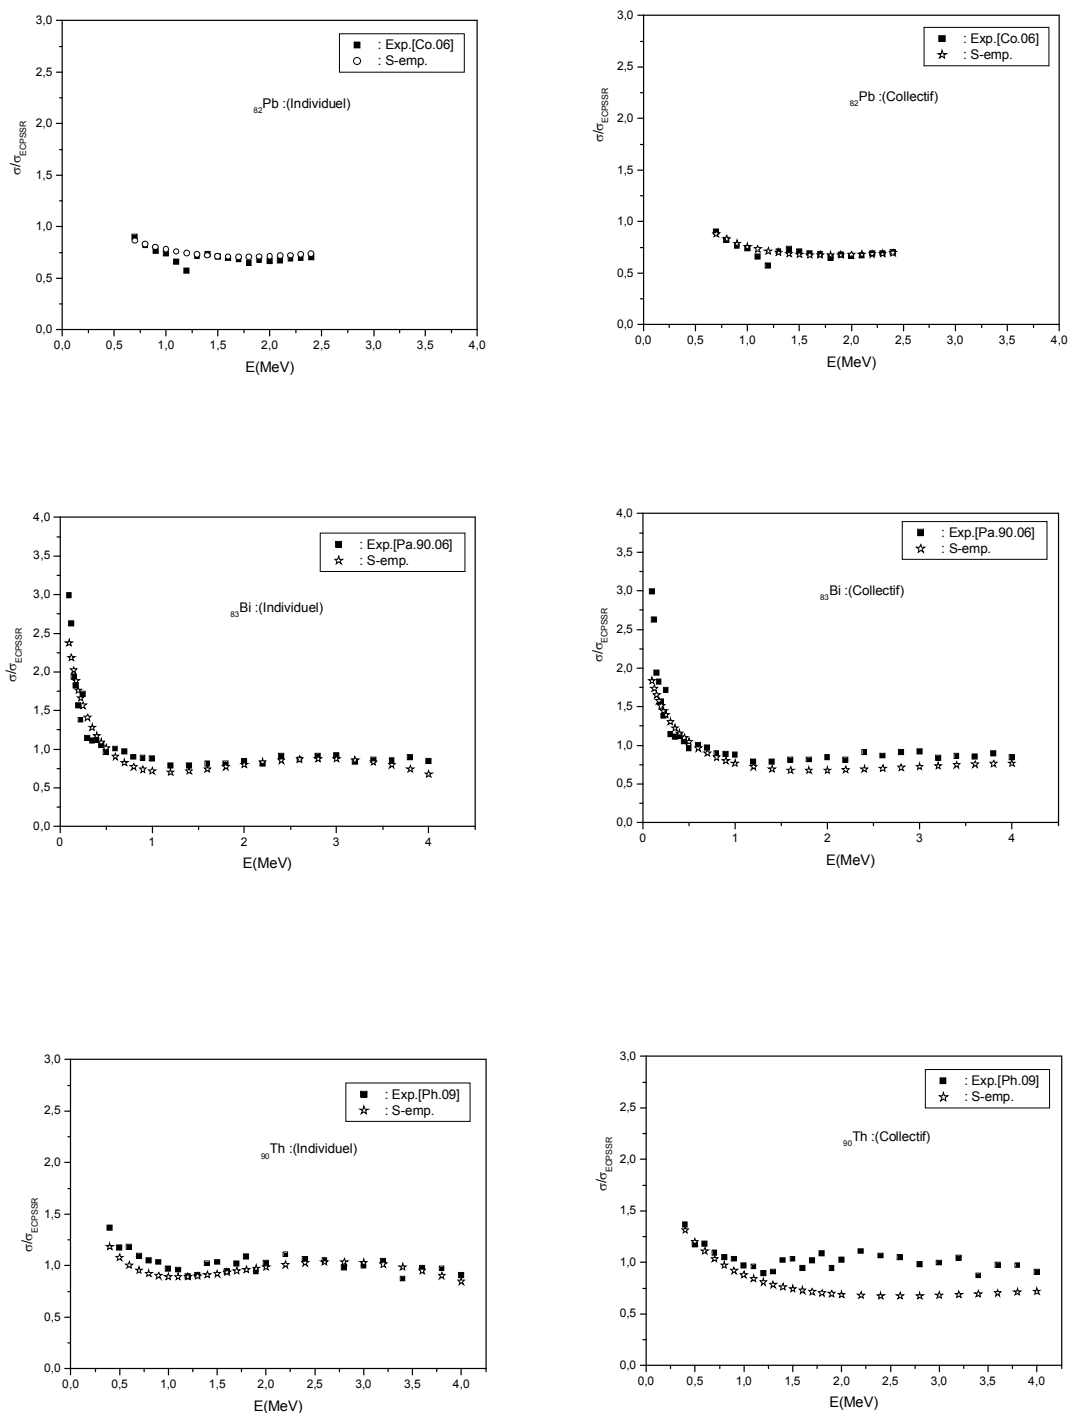 3,0
2,5
2,0
1,5
1,0
0,5
0,0
σ/σECPSSR
: Exp.[Co.06]
: S-emp.
82Pb :(Individuel)
0,0 0,5 1,0 1,5 2,0 2,5 3,0 3,5 4,0
E(MeV)
3,0
2,5
2,0
1,5
1,0
0,5
0,0
σ/σECPSSR
: Exp.[Co.06]
: S-emp.
82Pb :(Collectif)
0,0 0,5 1,0 1,5 2,0 2,5 3,0 3,5 4,0
E(MeV)
4,0
3,5
3,0
2,5
2,0
1,5
1,0
0,5
0,0
σ/σECPSSR
: Exp.[Pa.90.06]
: S-emp.
83Bi :(Individuel)
0 1 2 3 4
E(MeV)
4,0
3,5
3,0
2,5
2,0
1,5
1,0
0,5
0,0
σ/σECPSSR
: Exp.[Pa.90.06]
: S-emp.
83Bi :(Collectif)
0 1 2 3 4
E(MeV)
3,0
2,5
2,0
1,5
1,0
0,5
0,0
σ/σECPSSR
: Exp.[Ph.09]
: S-emp.
90Th :(Individuel)
0,0 0,5 1,0 1,5 2,0 2,5 3,0 3,5 4,0
E(MeV)
3,0
2,5
2,0
1,5
1,0
0,5
0,0
σ/σECPSSR
: Exp.[Ph.09]
: S-emp.
90Th :(Collectif)
0,0 0,5 1,0 1,5 2,0 2,5 3,0 3,5 4,0
E(MeV)